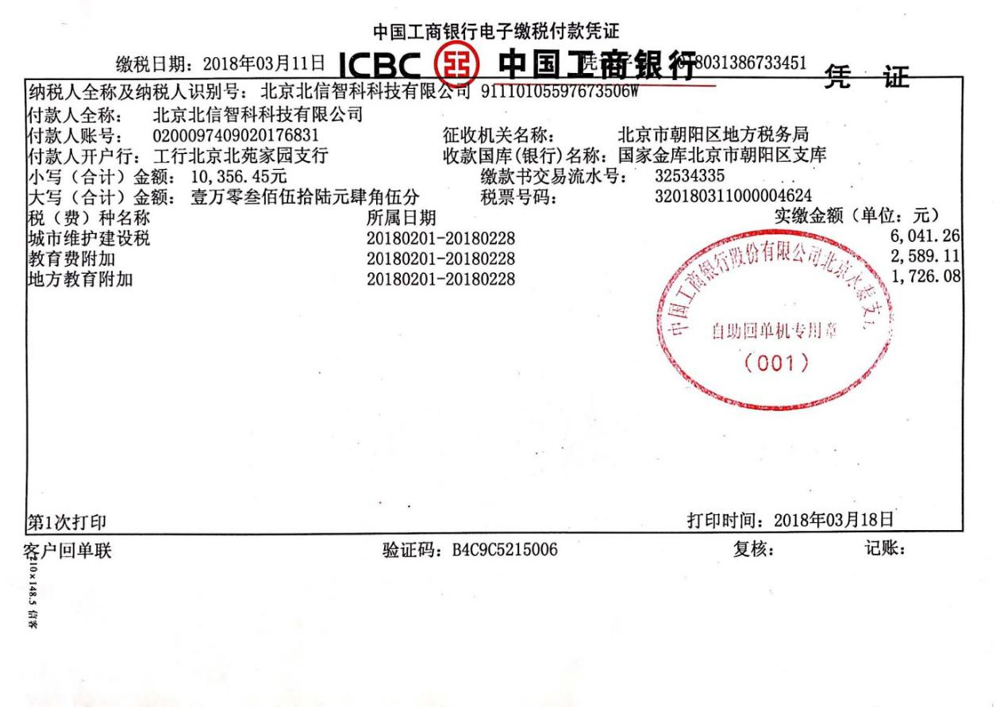 中国工商银行电子缴税付款凭证
缴税日期：2018年03月11日 ICBC 中国工商银行 凭证
纳税人全称及纳税人识别号：北京北信智科科技有限公司 91110105597673506W
付款人全称： 北京北信智科科技有限公司
付款人账号： 0200097409020176831 征收机关名称： 北京市朝阳区地方税务局
付款人开户行：工行北京北苑家园支行 收款国库(银行)名称：国家金库北京市朝阳区支库
小写（合计）金额： 10,356.45元 缴款书交易流水号： 32534335
大写（合计）金额： 壹万零叁佰伍拾陆元肆角伍分 税票号码： 320180311000004624
税（费）种名称 所属日期 实缴金额（单位：元）
城市维护建设税 20180201-20180228 6,041.26
教育费附加 20180201-20180228 2,589.11
地方教育附加 20180201-20180228 1,726.08
中国工商银行股份有限公司北京永泰支
自助回单机专用章
（001）
第1次打印 打印时间：2018年03月18日
客户回单联 验证码：B4C9C5215006 复核： 记账：
210×148.5 信客